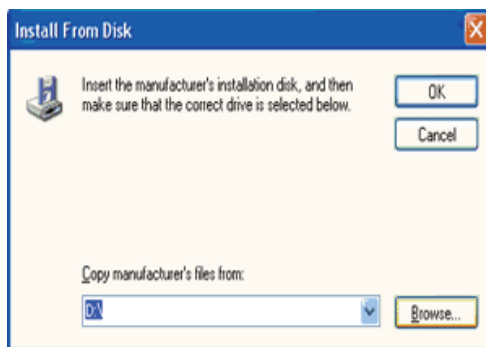 Install From Disk
Insert the manufacturer's installation disk, and then
make sure that the correct drive is selected below.
OK
Cancel
Copy manufacturer's files from:
D:\
Browse...